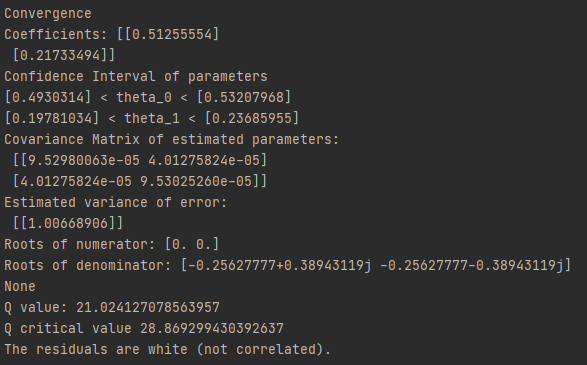 Convergence
Coefficients: [[0.51255554]
 [0.21733494]]
Confidence Interval of parameters
[0.4930314] < theta_0 < [0.53207968]
[0.19781034] < theta_1 < [0.23685955]
Covariance Matrix of estimated parameters:
 [[9.52980063e-05 4.01275824e-05]
 [4.01275824e-05 9.53025260e-05]]
Estimated variance of error:
 [[1.00668906]]
Roots of numerator: [0. 0.]
Roots of denominator: [-0.25627777+0.38943119j -0.25627777-0.38943119j]
None
Q value: 21.024127078563957
Q critical value 28.869299430392637
The residuals are white (not correlated).